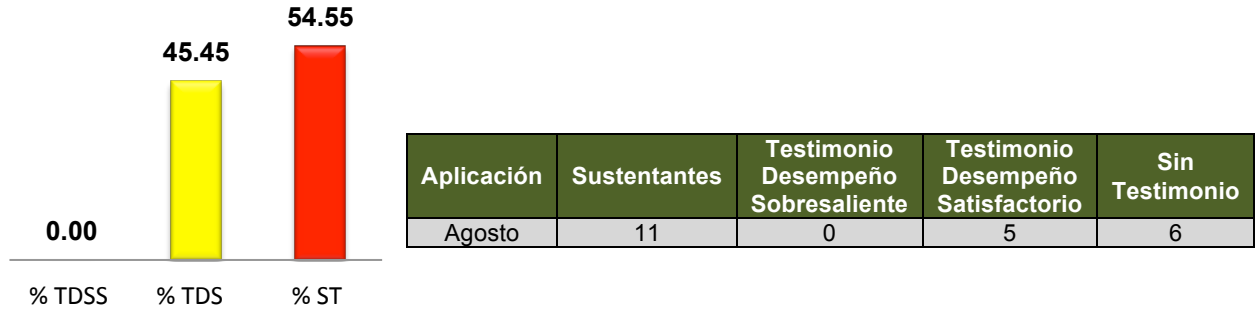 54.55
45.45
0.00
% TDSS % TDS % ST
Aplicación Sustentantes Testimonio Desempeño Sobresaliente Testimonio Desempeño Satisfactorio Sin Testimonio
Agosto 11 0 5 6